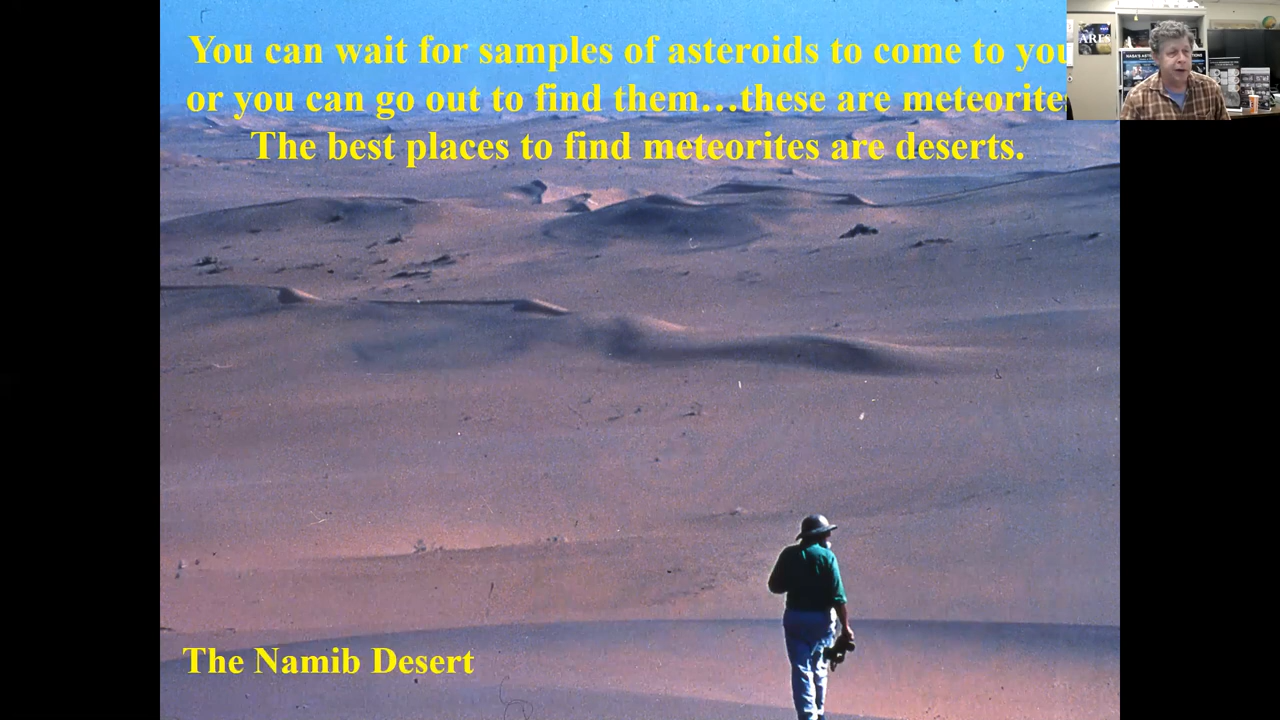 You can wait for samples of asteroids to come to you
or you can go out to find them…these are meteorite
The best places to find meteorites are deserts.
ARES
The Namib Desert